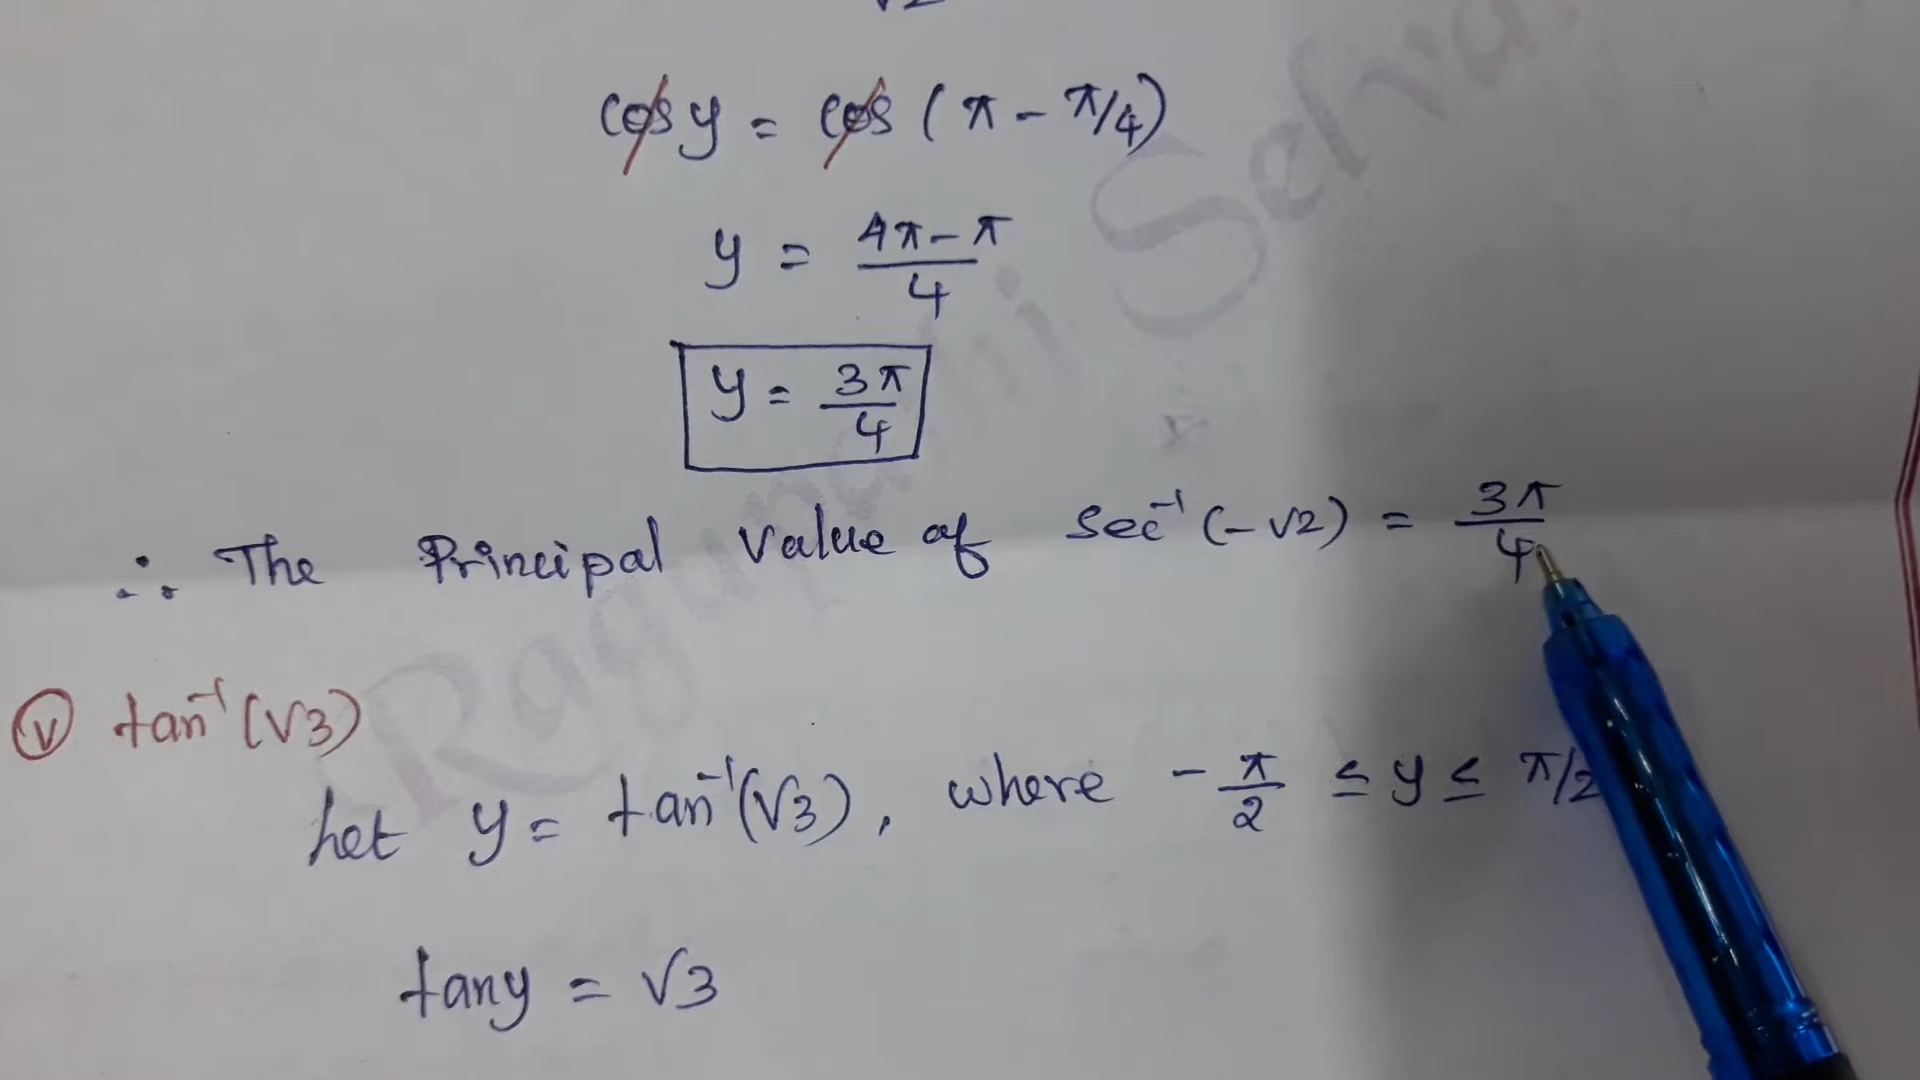 cos y = cos (π - π/4)
y = 4π - π / 4
y = 3π / 4
∴ The Principal Value of sec⁻¹ (-√2) = 3π / 4
(v) tan⁻¹ (√3)
Let y = tan⁻¹(√3), where - π/2 ≤ y ≤ π/2
tan y = √3